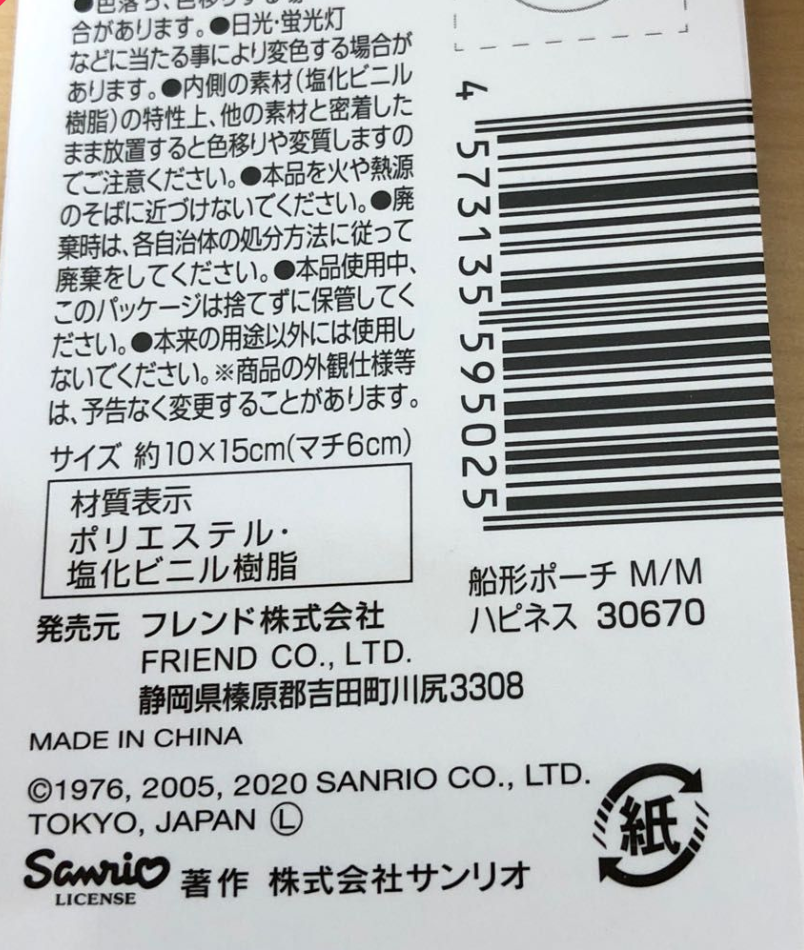 ●色落ち、色移りする場
合があります。●日光・蛍光灯
などに当たる事により変色する場合が
あります。●内側の素材(塩化ビニル
樹脂)の特性上、他の素材と密着した
まま放置すると色移りや変質しますの
でご注意ください。●本品を火や熱源
のそばに近づけないでください。●廃
棄時は、各自治体の処分方法に従って
廃棄をしてください。●本品使用中、
このパッケージは捨てずに保管してく
ださい。●本来の用途以外には使用し
ないでください。※商品の外観仕様等
は、予告なく変更することがあります。
サイズ 約10×15cm(マチ6cm)
材質表示
ポリエステル・
塩化ビニル樹脂
発売元 フレンド株式会社
FRIEND CO., LTD.
静岡県榛原郡吉田町川尻3308
MADE IN CHINA
©1976, 2005, 2020 SANRIO CO., LTD.
TOKYO, JAPAN Ⓛ
Sanrio
LICENSE
著作 株式会社サンリオ
4 573135 595025
船形ポーチ M/M
ハピネス 30670
紙